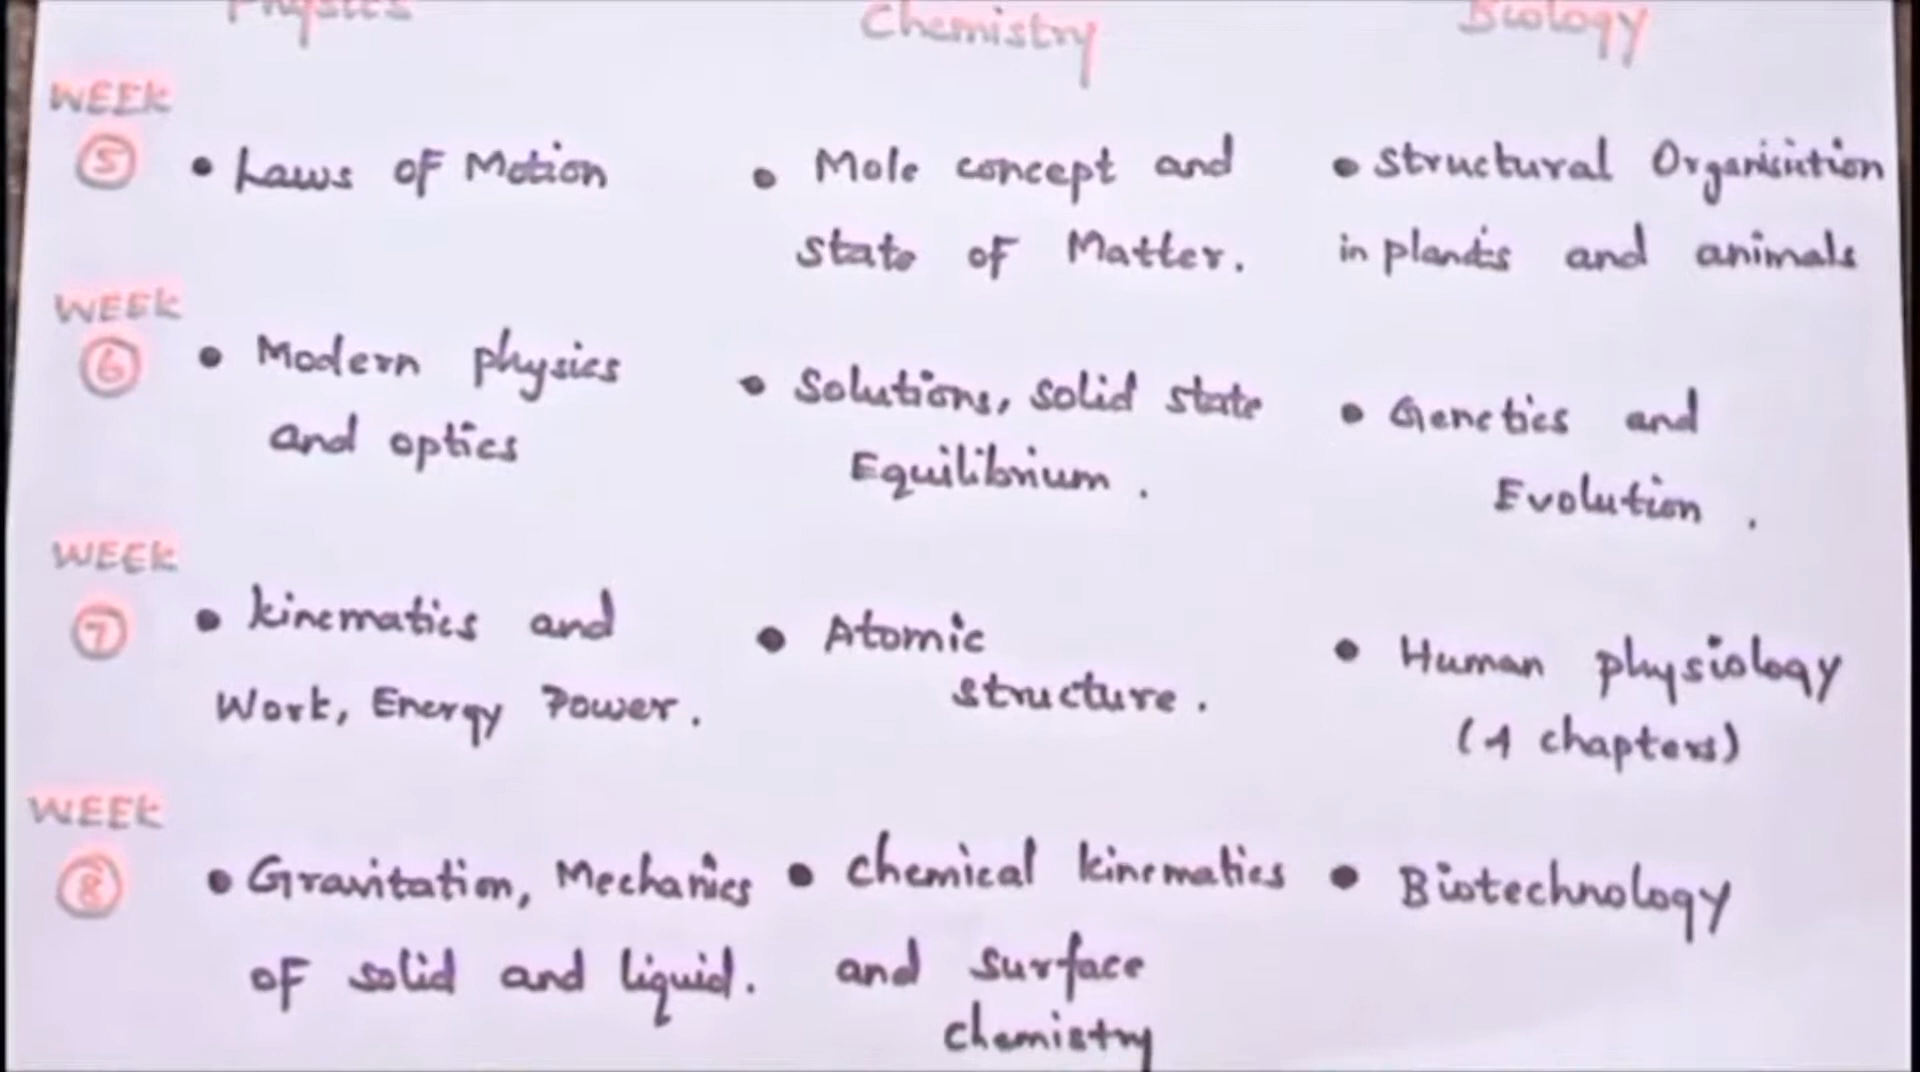 Physics Chemistry Biology
WEEK
5 • Laws of Motion • Mole concept and • Structural Organisiation
state of Matter. in plants and animals
WEEK
6 • Modern physics • Solutions, solid state • Genetics and
and optics Equilibrium. Evolution.
WEEK
7 • kinematics and • Atomic • Human physiology
Work, Energy Power. structure. (4 chapters)
WEEK
8 • Gravitation, Mechanics • Chemical kinematics • Biotechnology
of solid and liquid. and surface
chemistry